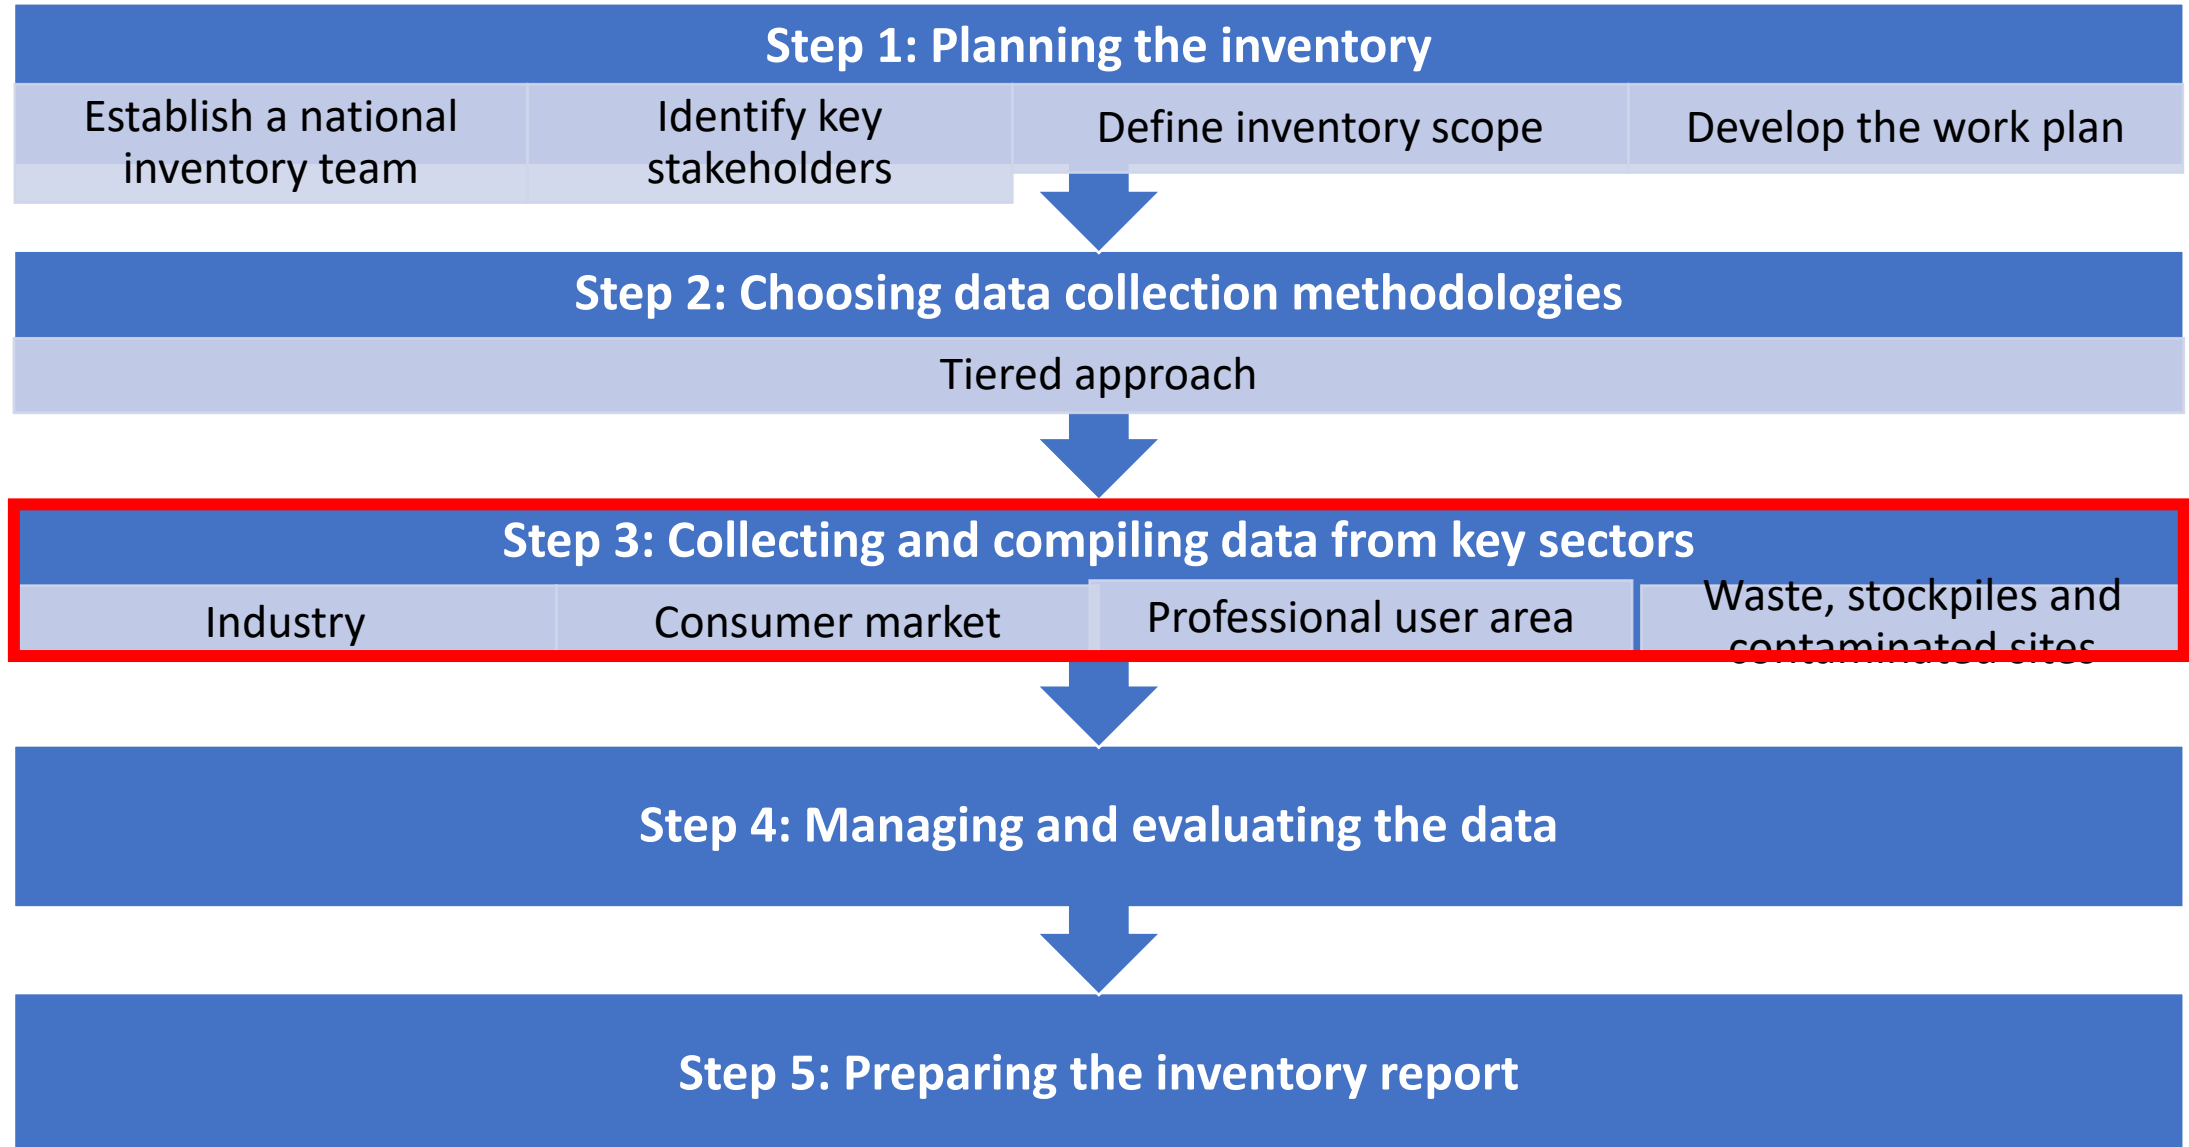 Step 1: Planning the inventory
Establish a national
inventory team
Identify key
stakeholders
Define inventory scope
Develop the work plan
Step 2: Choosing data collection methodologies
Tiered approach
Step 3: Collecting and compiling data from key sectors
Industry
Consumer market
Professional user area
Waste, stockpiles and
contaminated sites
Step 4: Managing and evaluating the data
Step 5: Preparing the inventory report